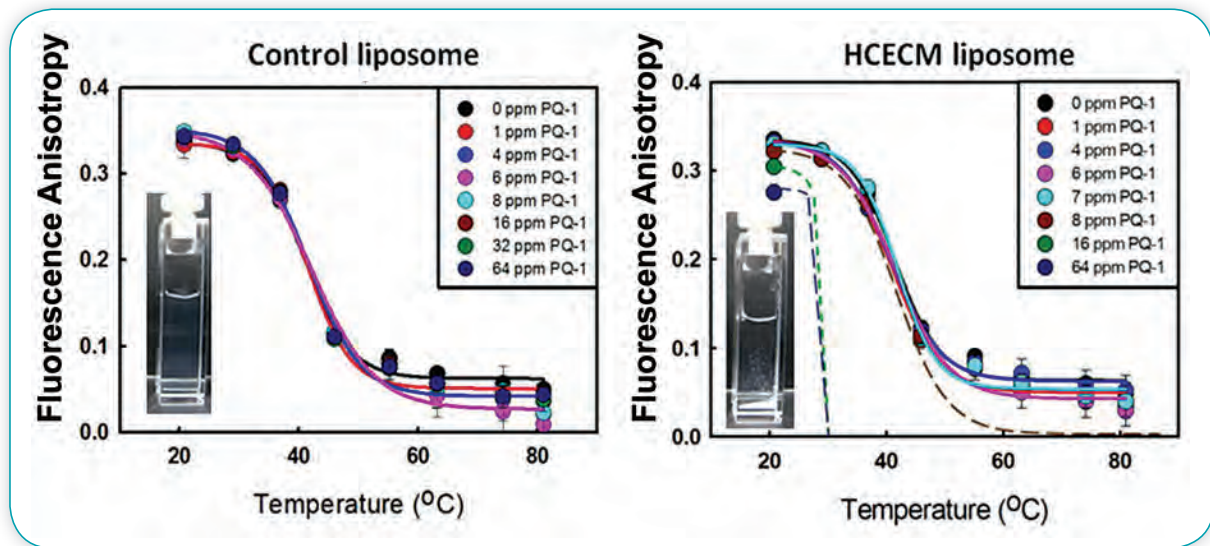 Control liposome
Fluorescence Anisotropy
0.4
0.3
0.2
0.1
0.0
0 ppm PQ-1
1 ppm PQ-1
4 ppm PQ-1
6 ppm PQ-1
8 ppm PQ-1
16 ppm PQ-1
32 ppm PQ-1
64 ppm PQ-1
20 40 60 80
Temperature (ºC)
HCECM liposome
Fluorescence Anisotropy
0.4
0.3
0.2
0.1
0.0
0 ppm PQ-1
1 ppm PQ-1
4 ppm PQ-1
6 ppm PQ-1
7 ppm PQ-1
8 ppm PQ-1
16 ppm PQ-1
64 ppm PQ-1
20 40 60 80
Temperature (ºC)